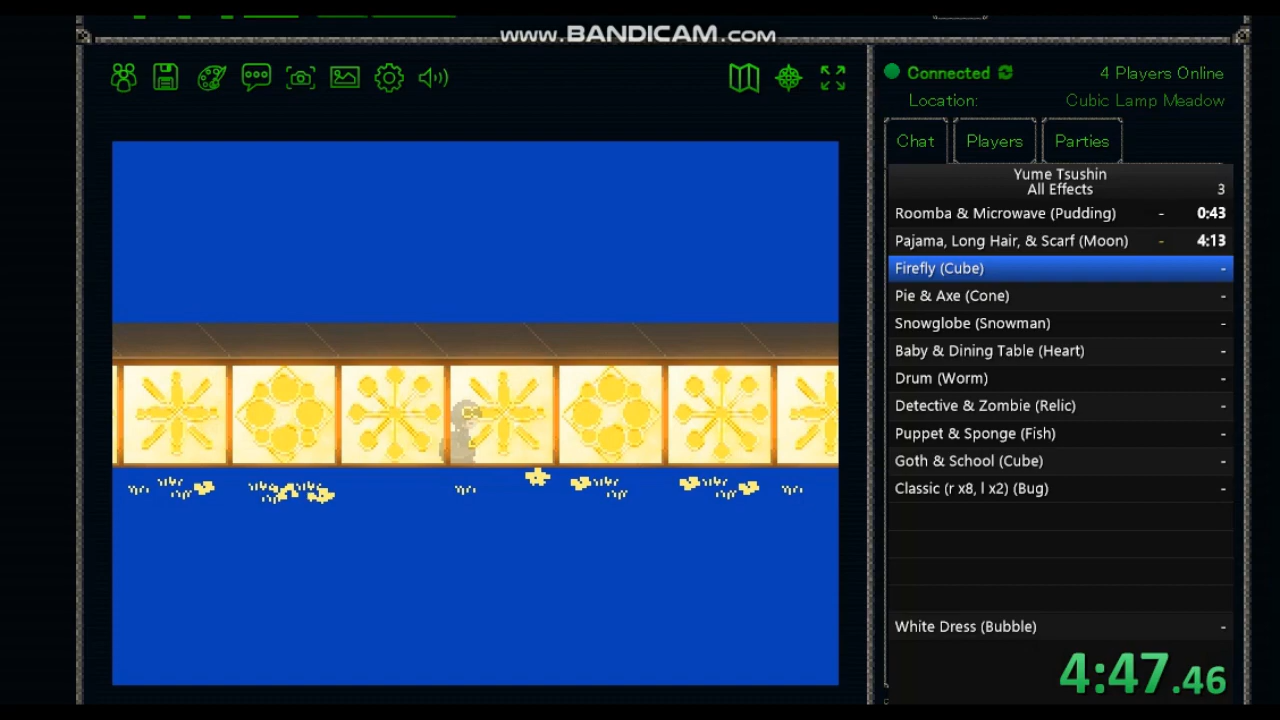 www.BANDICAM.com
Connected
4 Players Online
Location:
Cubic Lamp Meadow
Chat
Players
Parties
Yume Tsushin
All Effects
3
Roomba & Microwave (Pudding) - 0:43
Pajama, Long Hair, & Scarf (Moon) - 4:13
Firefly (Cube) -
Pie & Axe (Cone) -
Snowglobe (Snowman) -
Baby & Dining Table (Heart) -
Drum (Worm) -
Detective & Zombie (Relic) -
Puppet & Sponge (Fish) -
Goth & School (Cube) -
Classic (r x8, l x2) (Bug) -
White Dress (Bubble) -
4:47.46